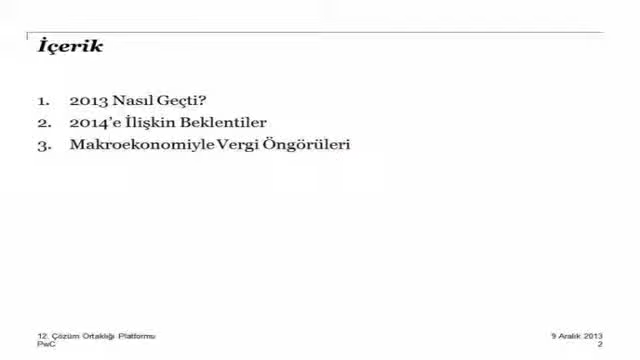 İçerik
1. 2013 Nasıl Geçti?
2. 2014'e İlişkin Beklentiler
3. Makroekonomiyle Vergi Öngörüleri
12. Çözüm Ortaklığı Platformu
PwC
9 Aralık 2013
2